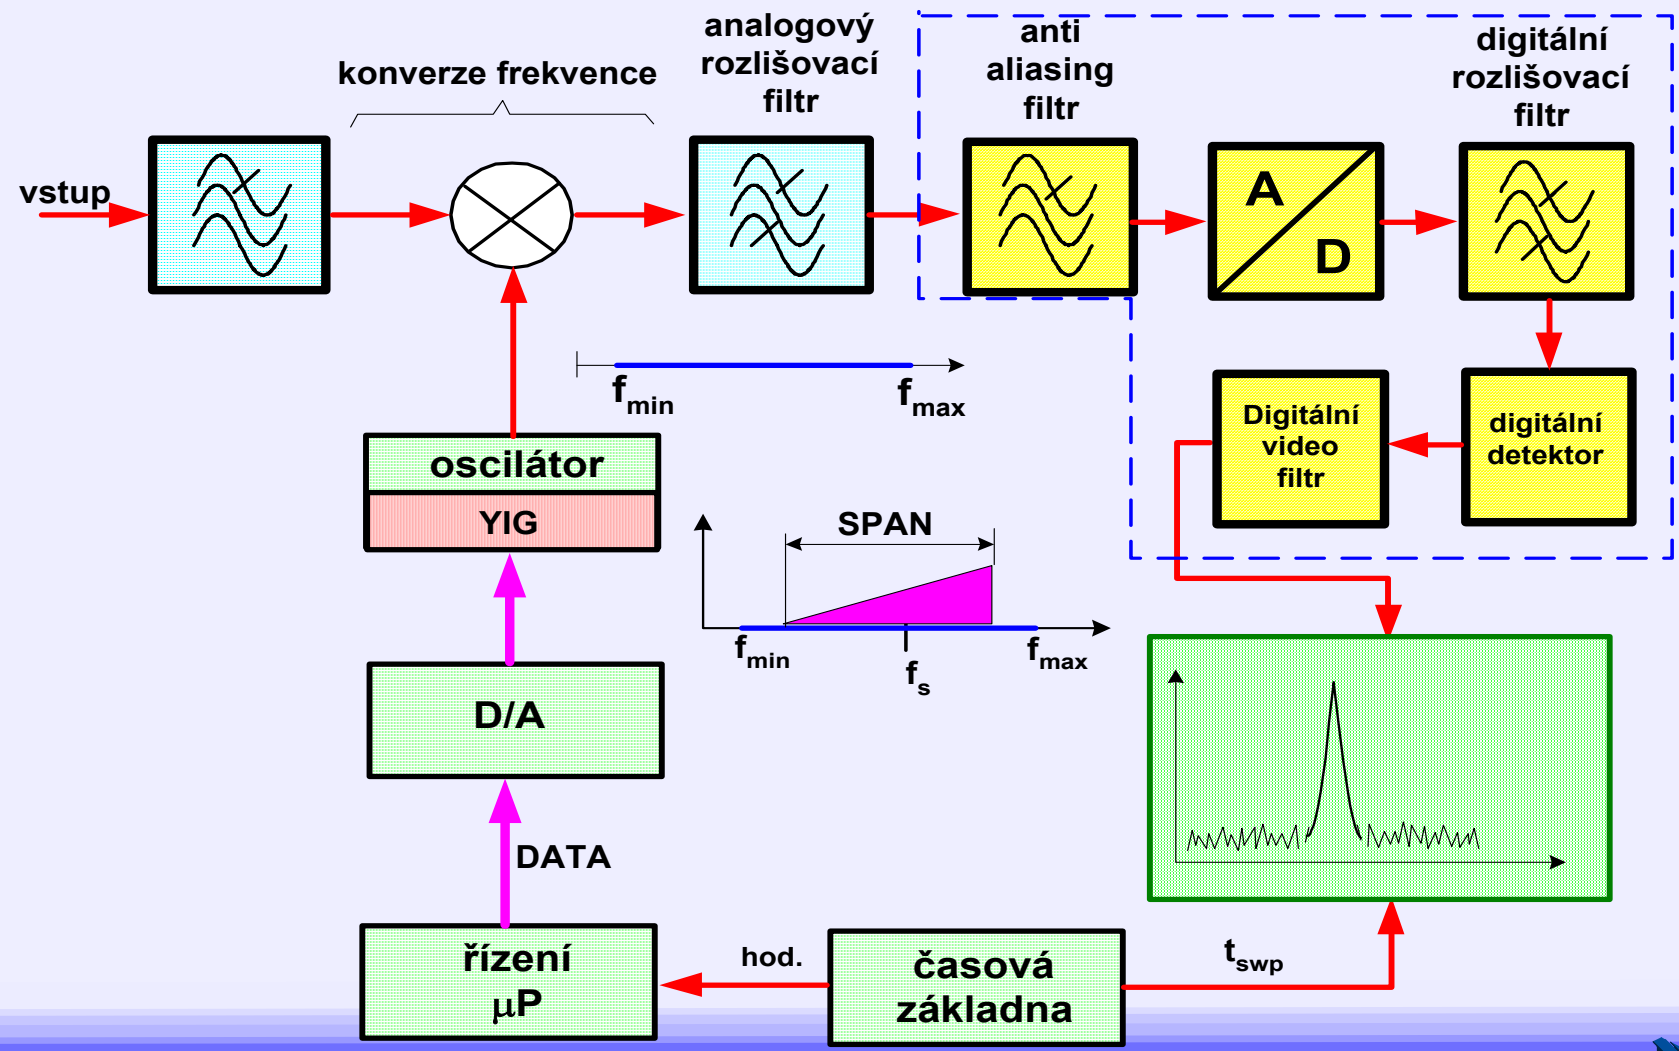 analogový
rozlišovací
filtr
anti
aliasing
filtr
digitální
rozlišovací
filtr
konverze frekvence
vstup
A
D
f min
f max
oscilátor
YIG
Digitální
video
filtr
digitální
detektor
SPAN
f min
f s
f max
D/A
DATA
řízení
µP
hod.
časová
základna
t swp